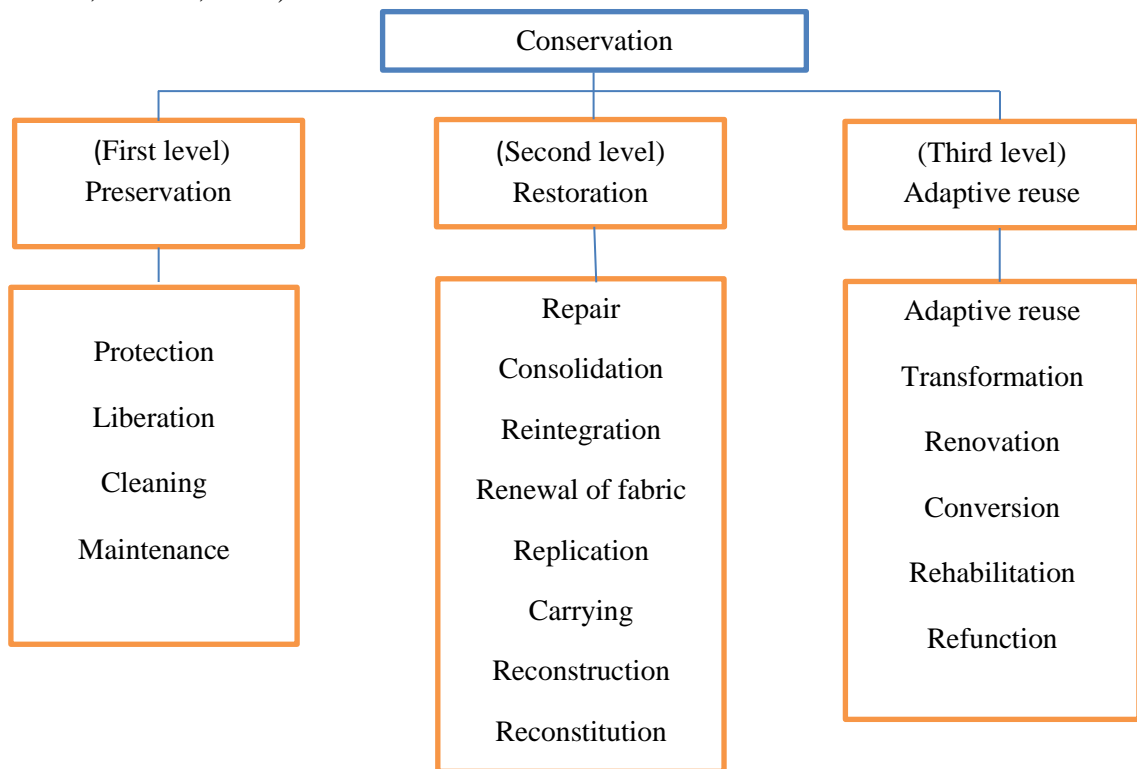 Conservation
(First level)
Preservation
(Second level)
Restoration
(Third level)
Adaptive reuse
Protection
Liberation
Cleaning
Maintenance
Repair
Consolidation
Reintegration
Renewal of fabric
Replication
Carrying
Reconstruction
Reconstitution
Adaptive reuse
Transformation
Renovation
Conversion
Rehabilitation
Refunction